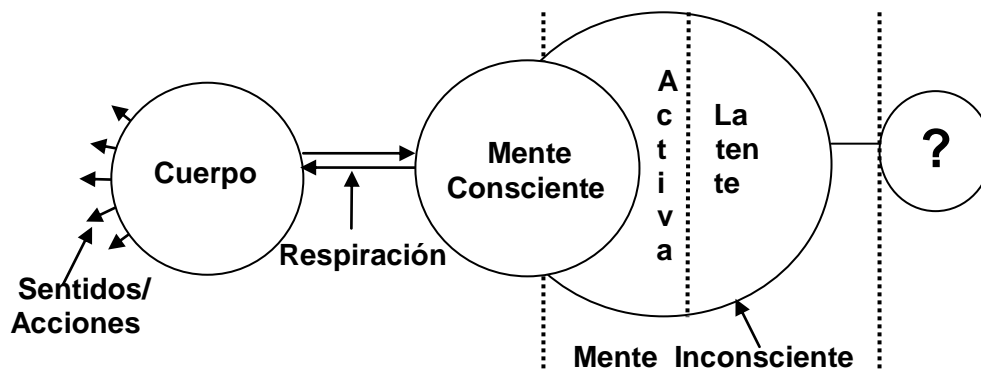 Cuerpo
Respiración
Sentidos/
Acciones
Mente
Consciente
A
c
t
i
v
a
La
ten
te
?
Mente Inconsciente